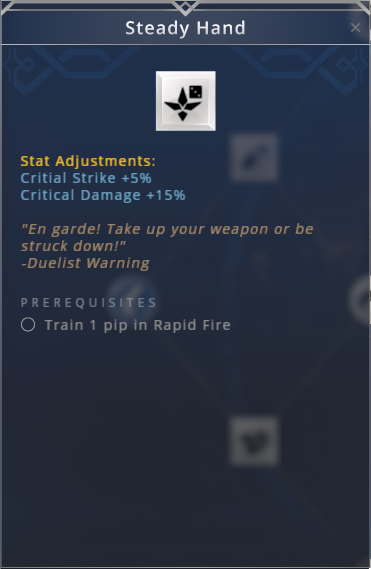 Steady Hand
Stat Adjustments:
Critial Strike +5%
Critical Damage +15%
"En garde! Take up your weapon or be
struck down!"
-Duelist Warning
PREREQUISITES
Train 1 pip in Rapid Fire